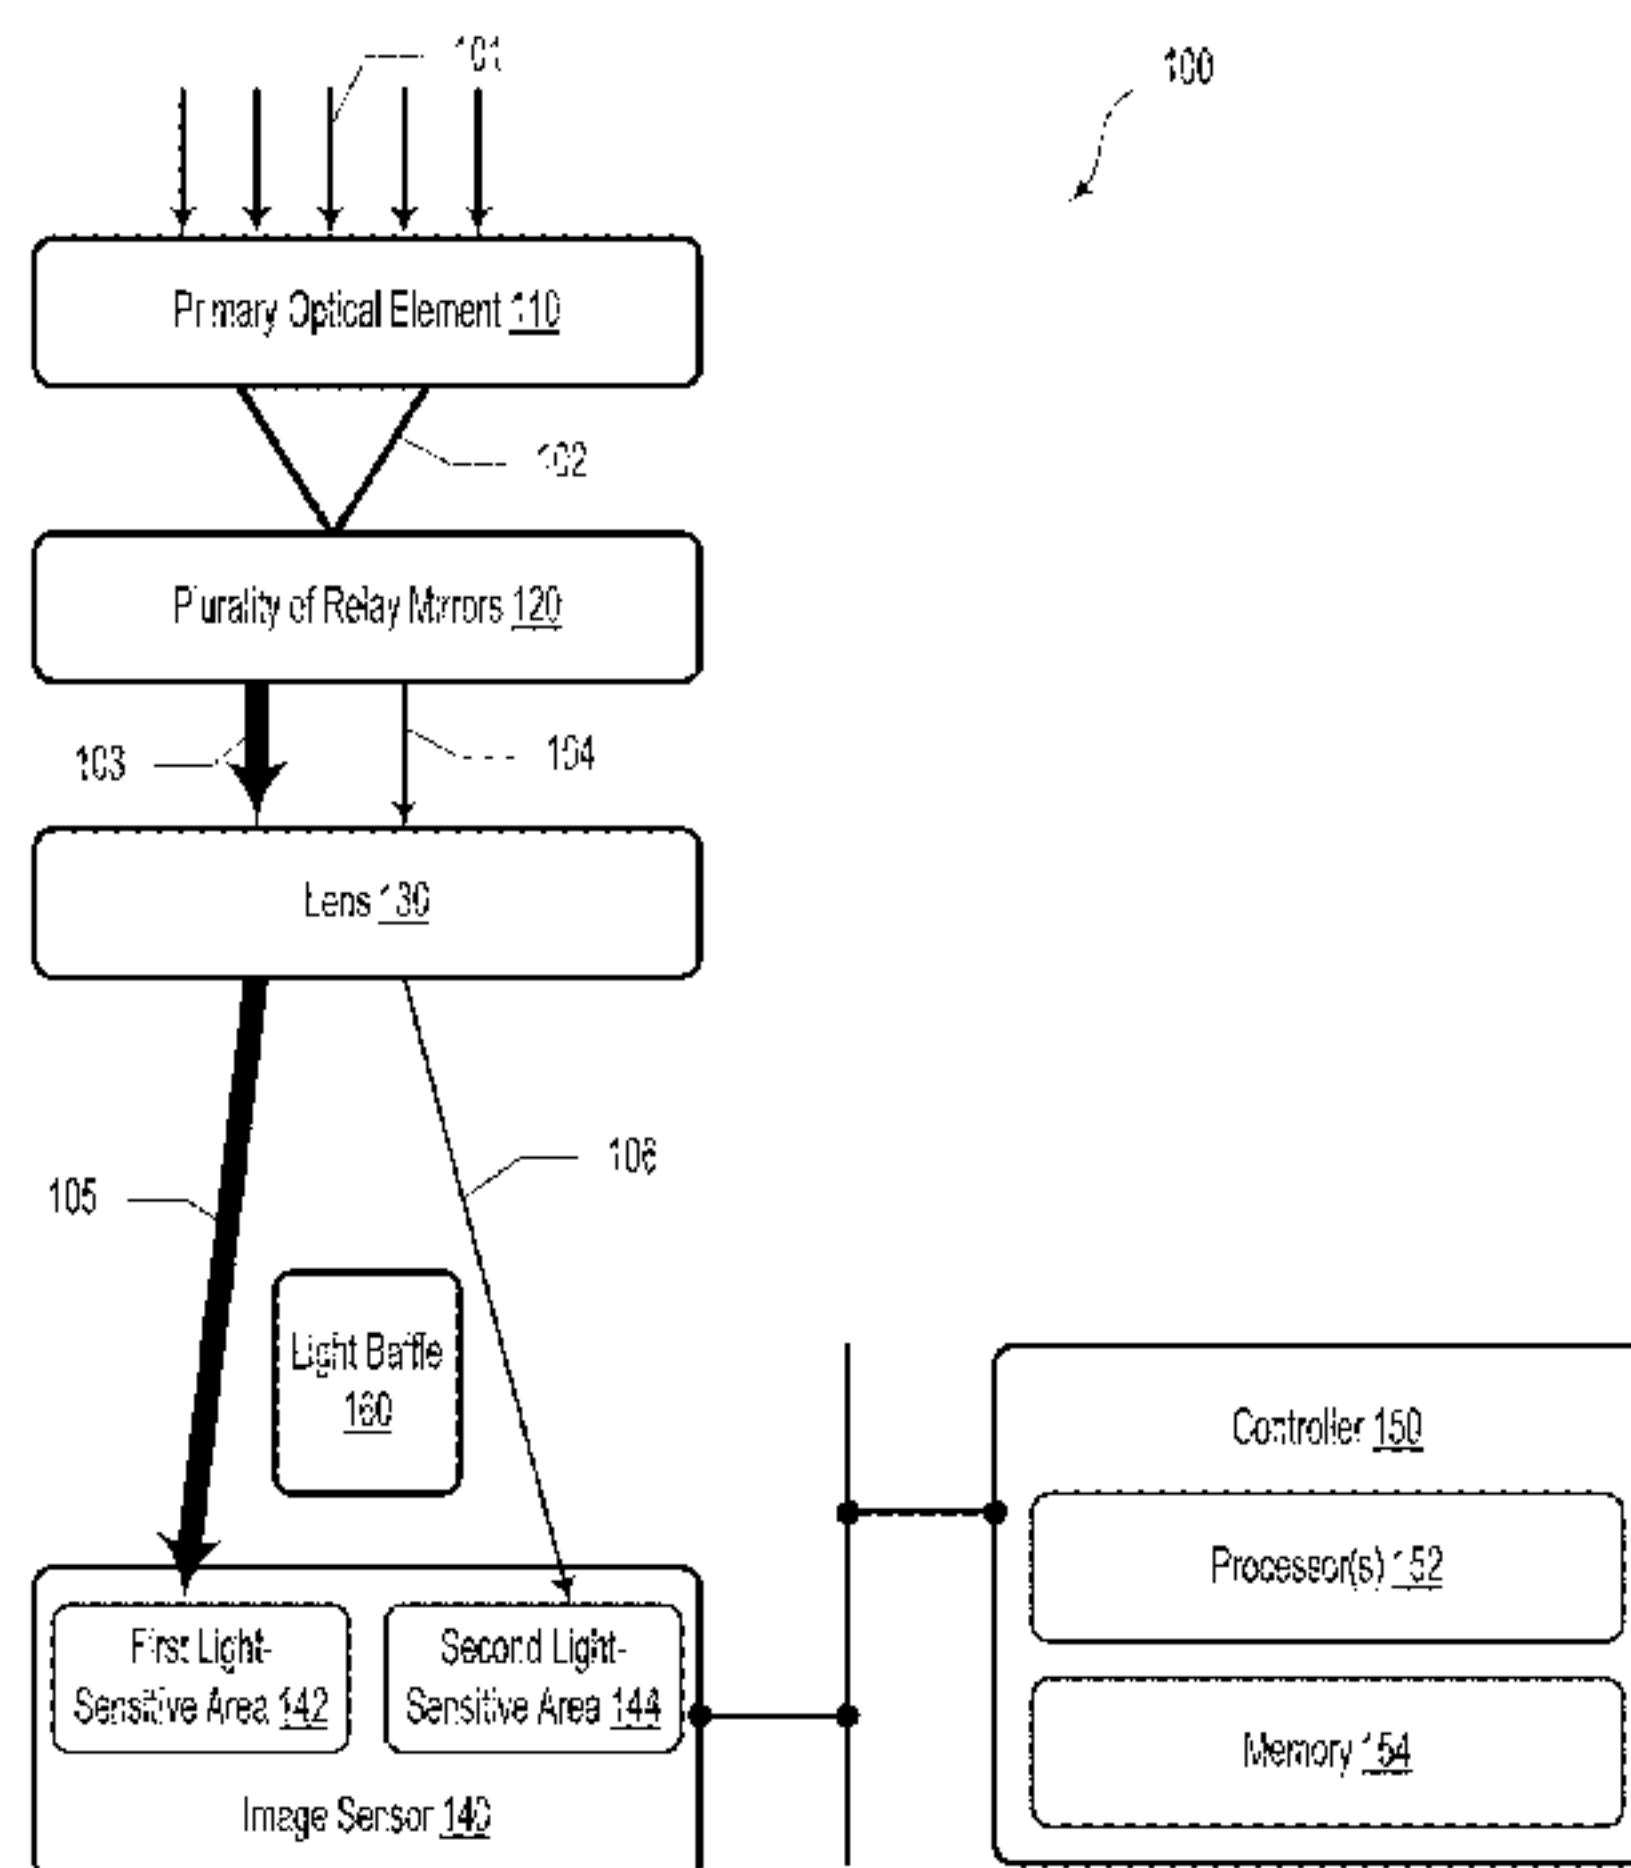 101
100
Primary Optical Element 110
102
Plurality of Relay Mirrors 120
103
104
Lens 130
105
106
Light Baffle
160
Controller 150
Processor(s) 152
Memory 154
First Light-
Sensitive Area 142
Second Light-
Sensitive Area 144
Image Sensor 140